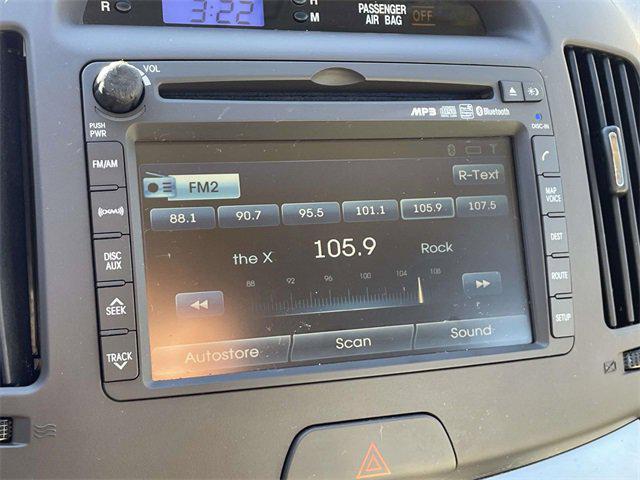 R H
3:22
M
PASSENGER
AIR BAG OFF
VOL
PUSH
PWR
MP3 Bluetooth
DISC-IN
FM/AM
XM
DISC
AUX
SEEK
TRACK
FM2 R-Text
88.1 90.7 95.5 101.1 105.9 107.5
the X 105.9 Rock
88 92 96 100 104 108
Autostore Scan Sound
MAP
VOICE
DEST
ROUTE
SETUP